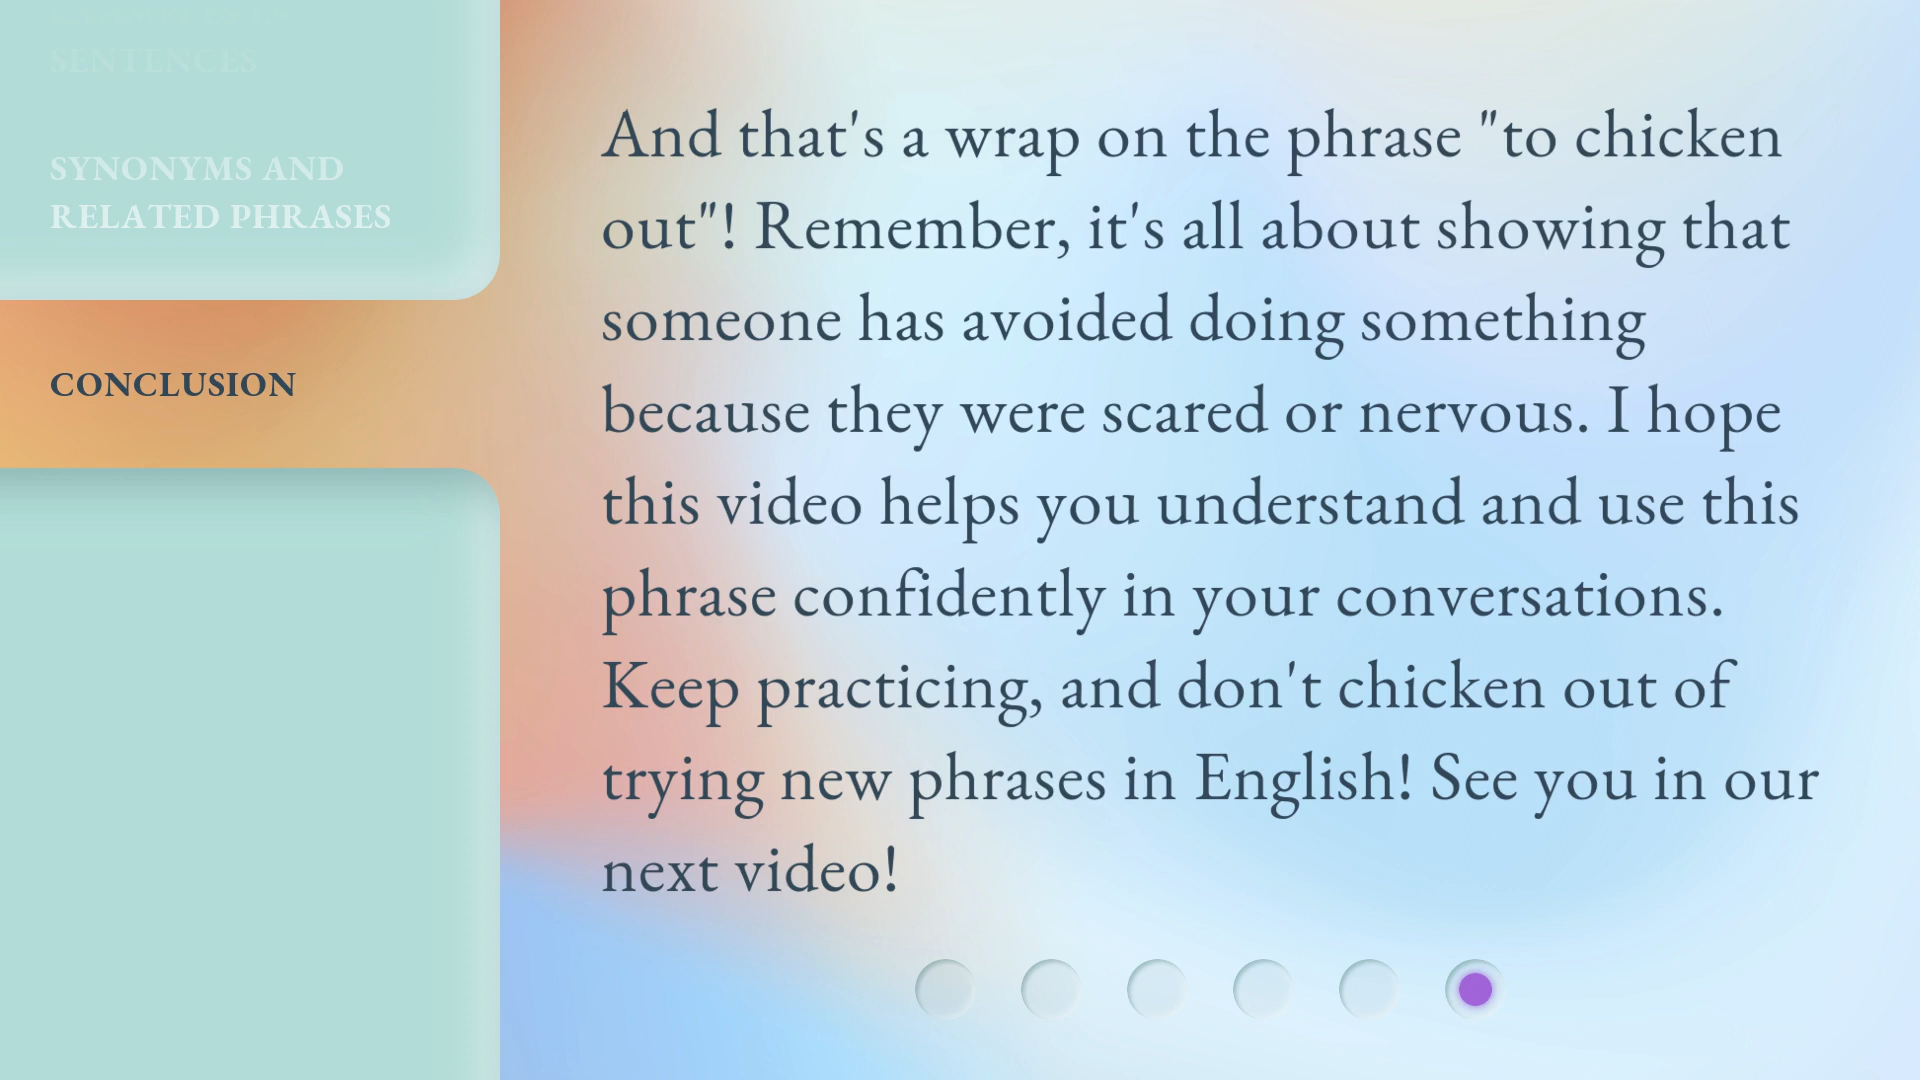 SENTENCES
SYNONYMS AND
RELATED PHRASES
CONCLUSION
And that's a wrap on the phrase "to chicken
out"! Remember, it's all about showing that
someone has avoided doing something
because they were scared or nervous. I hope
this video helps you understand and use this
phrase confidently in your conversations.
Keep practicing, and don't chicken out of
trying new phrases in English! See you in our
next video!